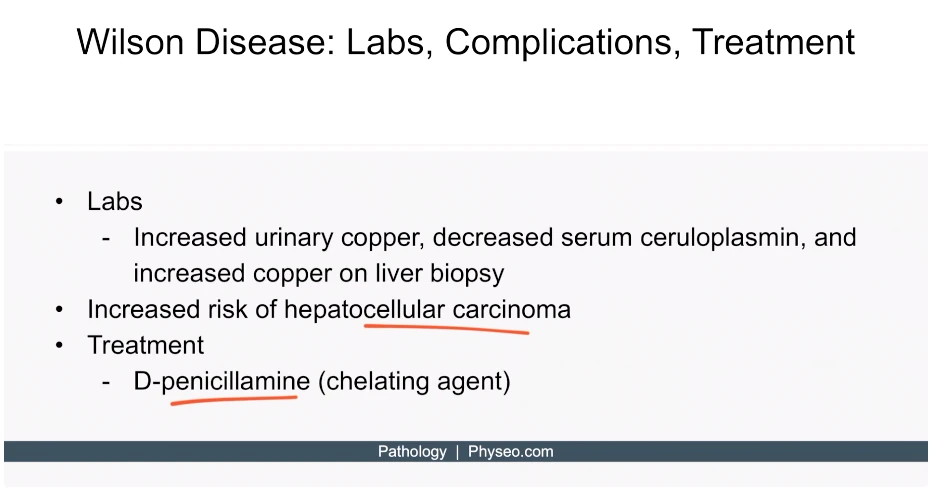 Wilson Disease: Labs, Complications, Treatment
• Labs
- Increased urinary copper, decreased serum ceruloplasmin, and
increased copper on liver biopsy
• Increased risk of hepatocellular carcinoma
• Treatment
- D-penicillamine (chelating agent)
Pathology | Physeo.com